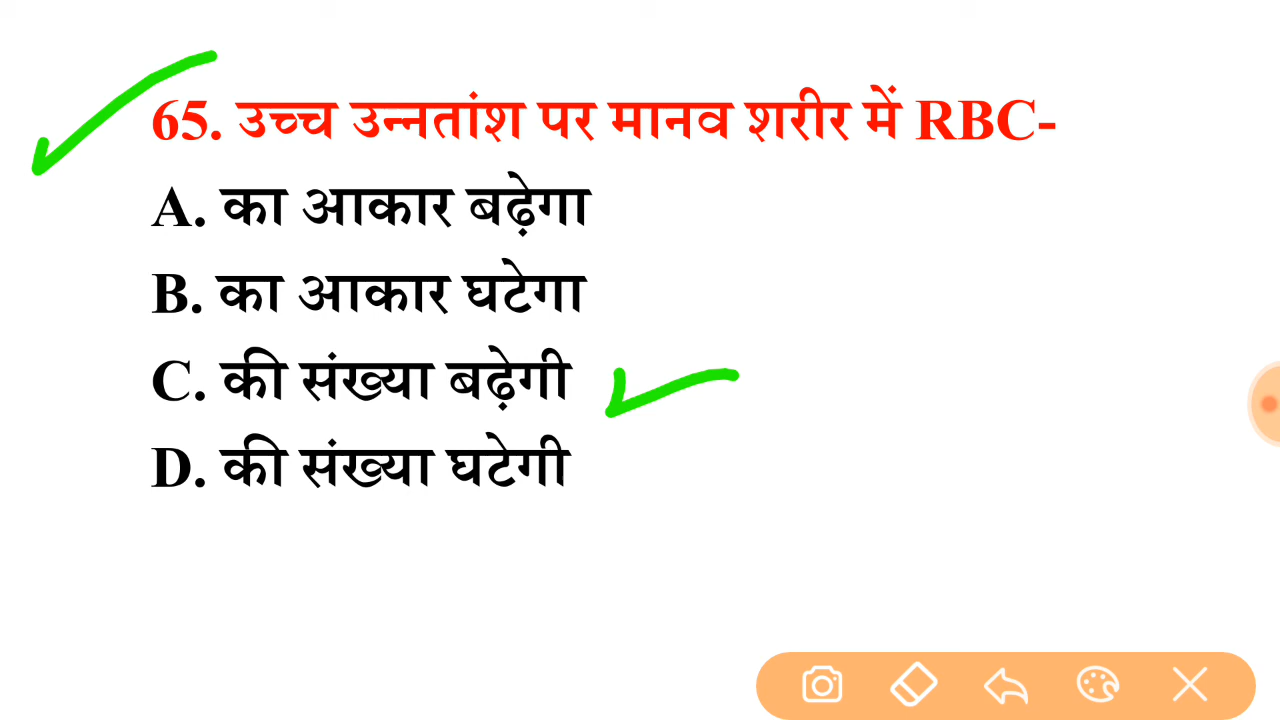 65. उच्च उन्नतांश पर मानव शरीर में RBC-
A. का आकार बढ़ेगा
B. का आकार घटेगा
C. की संख्या बढ़ेगी
D. की संख्या घटेगी